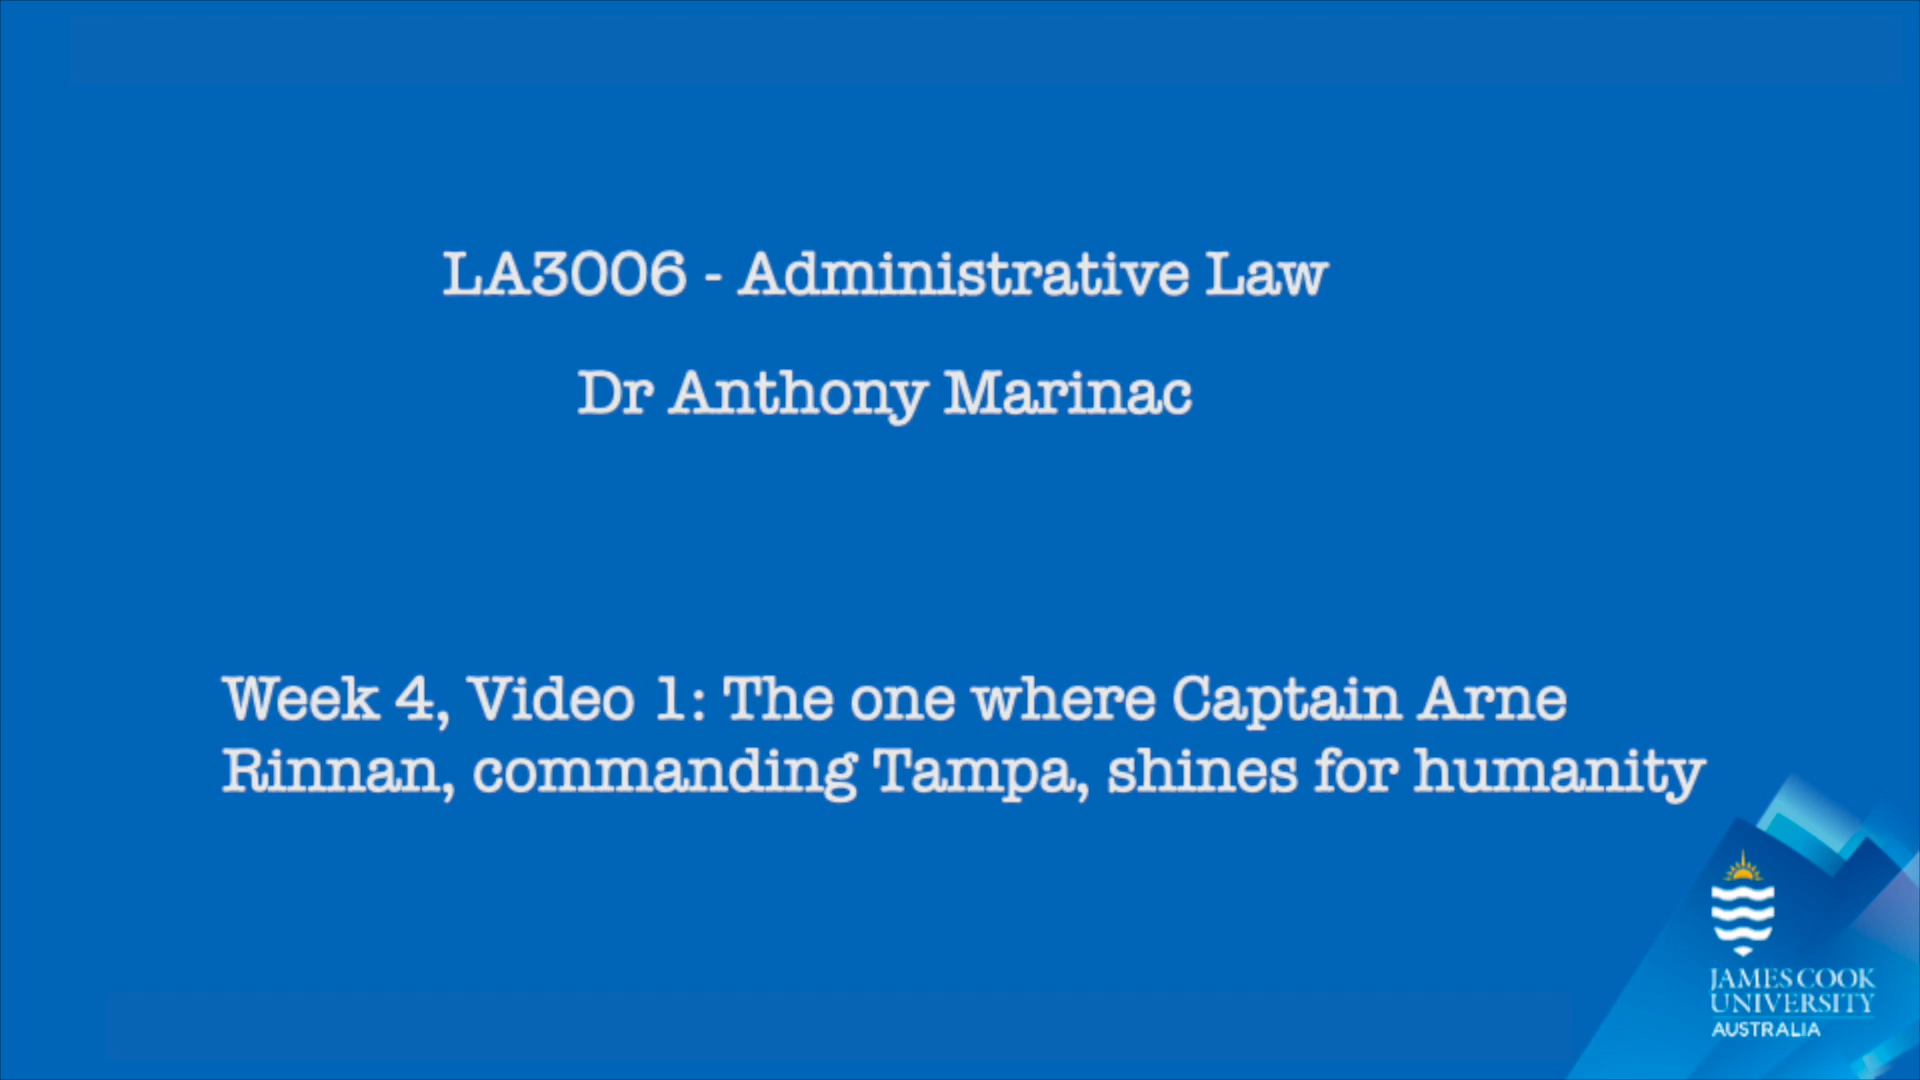 LA3006 - Administrative Law
Dr Anthony Marinac
Week 4, Video 1: The one where Captain Arne
Rinnan, commanding Tampa, shines for humanity
JAMES COOK
UNIVERSITY
AUSTRALIA